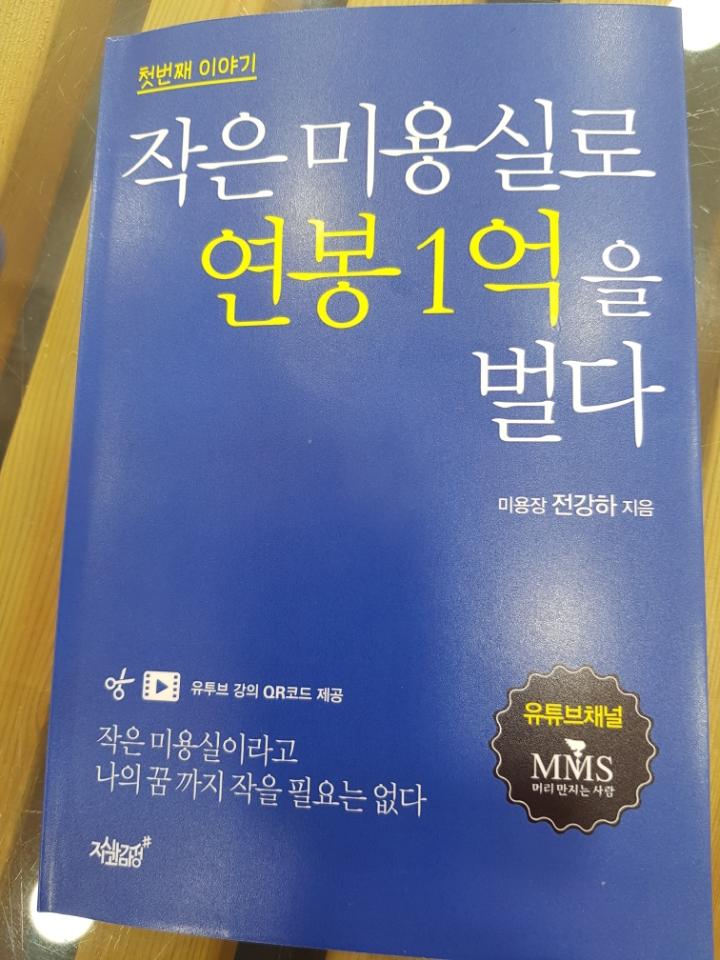 첫번째 이야기
작은 미용실로
연봉 1억을
벌다
미용장 전강하 지음
유투브 강의 QR코드 제공
작은 미용실이라고
나의 꿈 까지 작을 필요는 없다
유튜브채널
MMS
머리 만지는 사람
지식과감성#